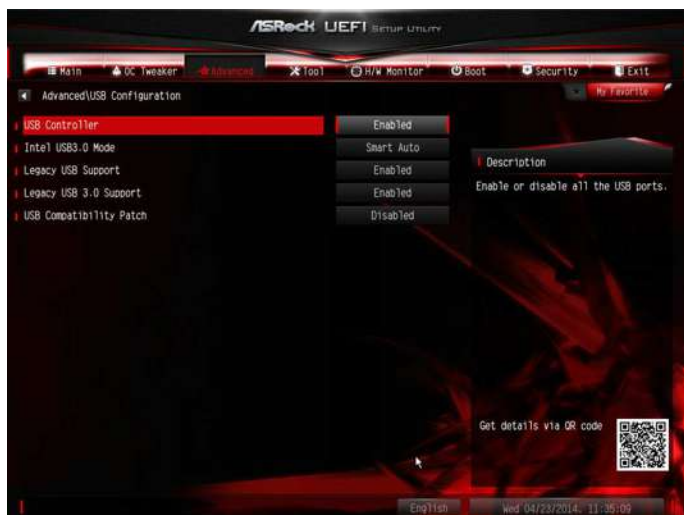 ASRock UEFI SETUP UTILITY
Main OC Tweaker Advanced Tool H/W Monitor Boot Security Exit
Advanced\USB Configuration
My Favorite
USB Controller Enabled
Intel USB3.0 Mode Smart Auto
Legacy USB Support Enabled
Legacy USB 3.0 Support Enabled
USB Compatibility Patch Disabled
Description
Enable or disable all the USB ports.
Get details via QR code
English
Wed 04/23/2014. 11:35:09